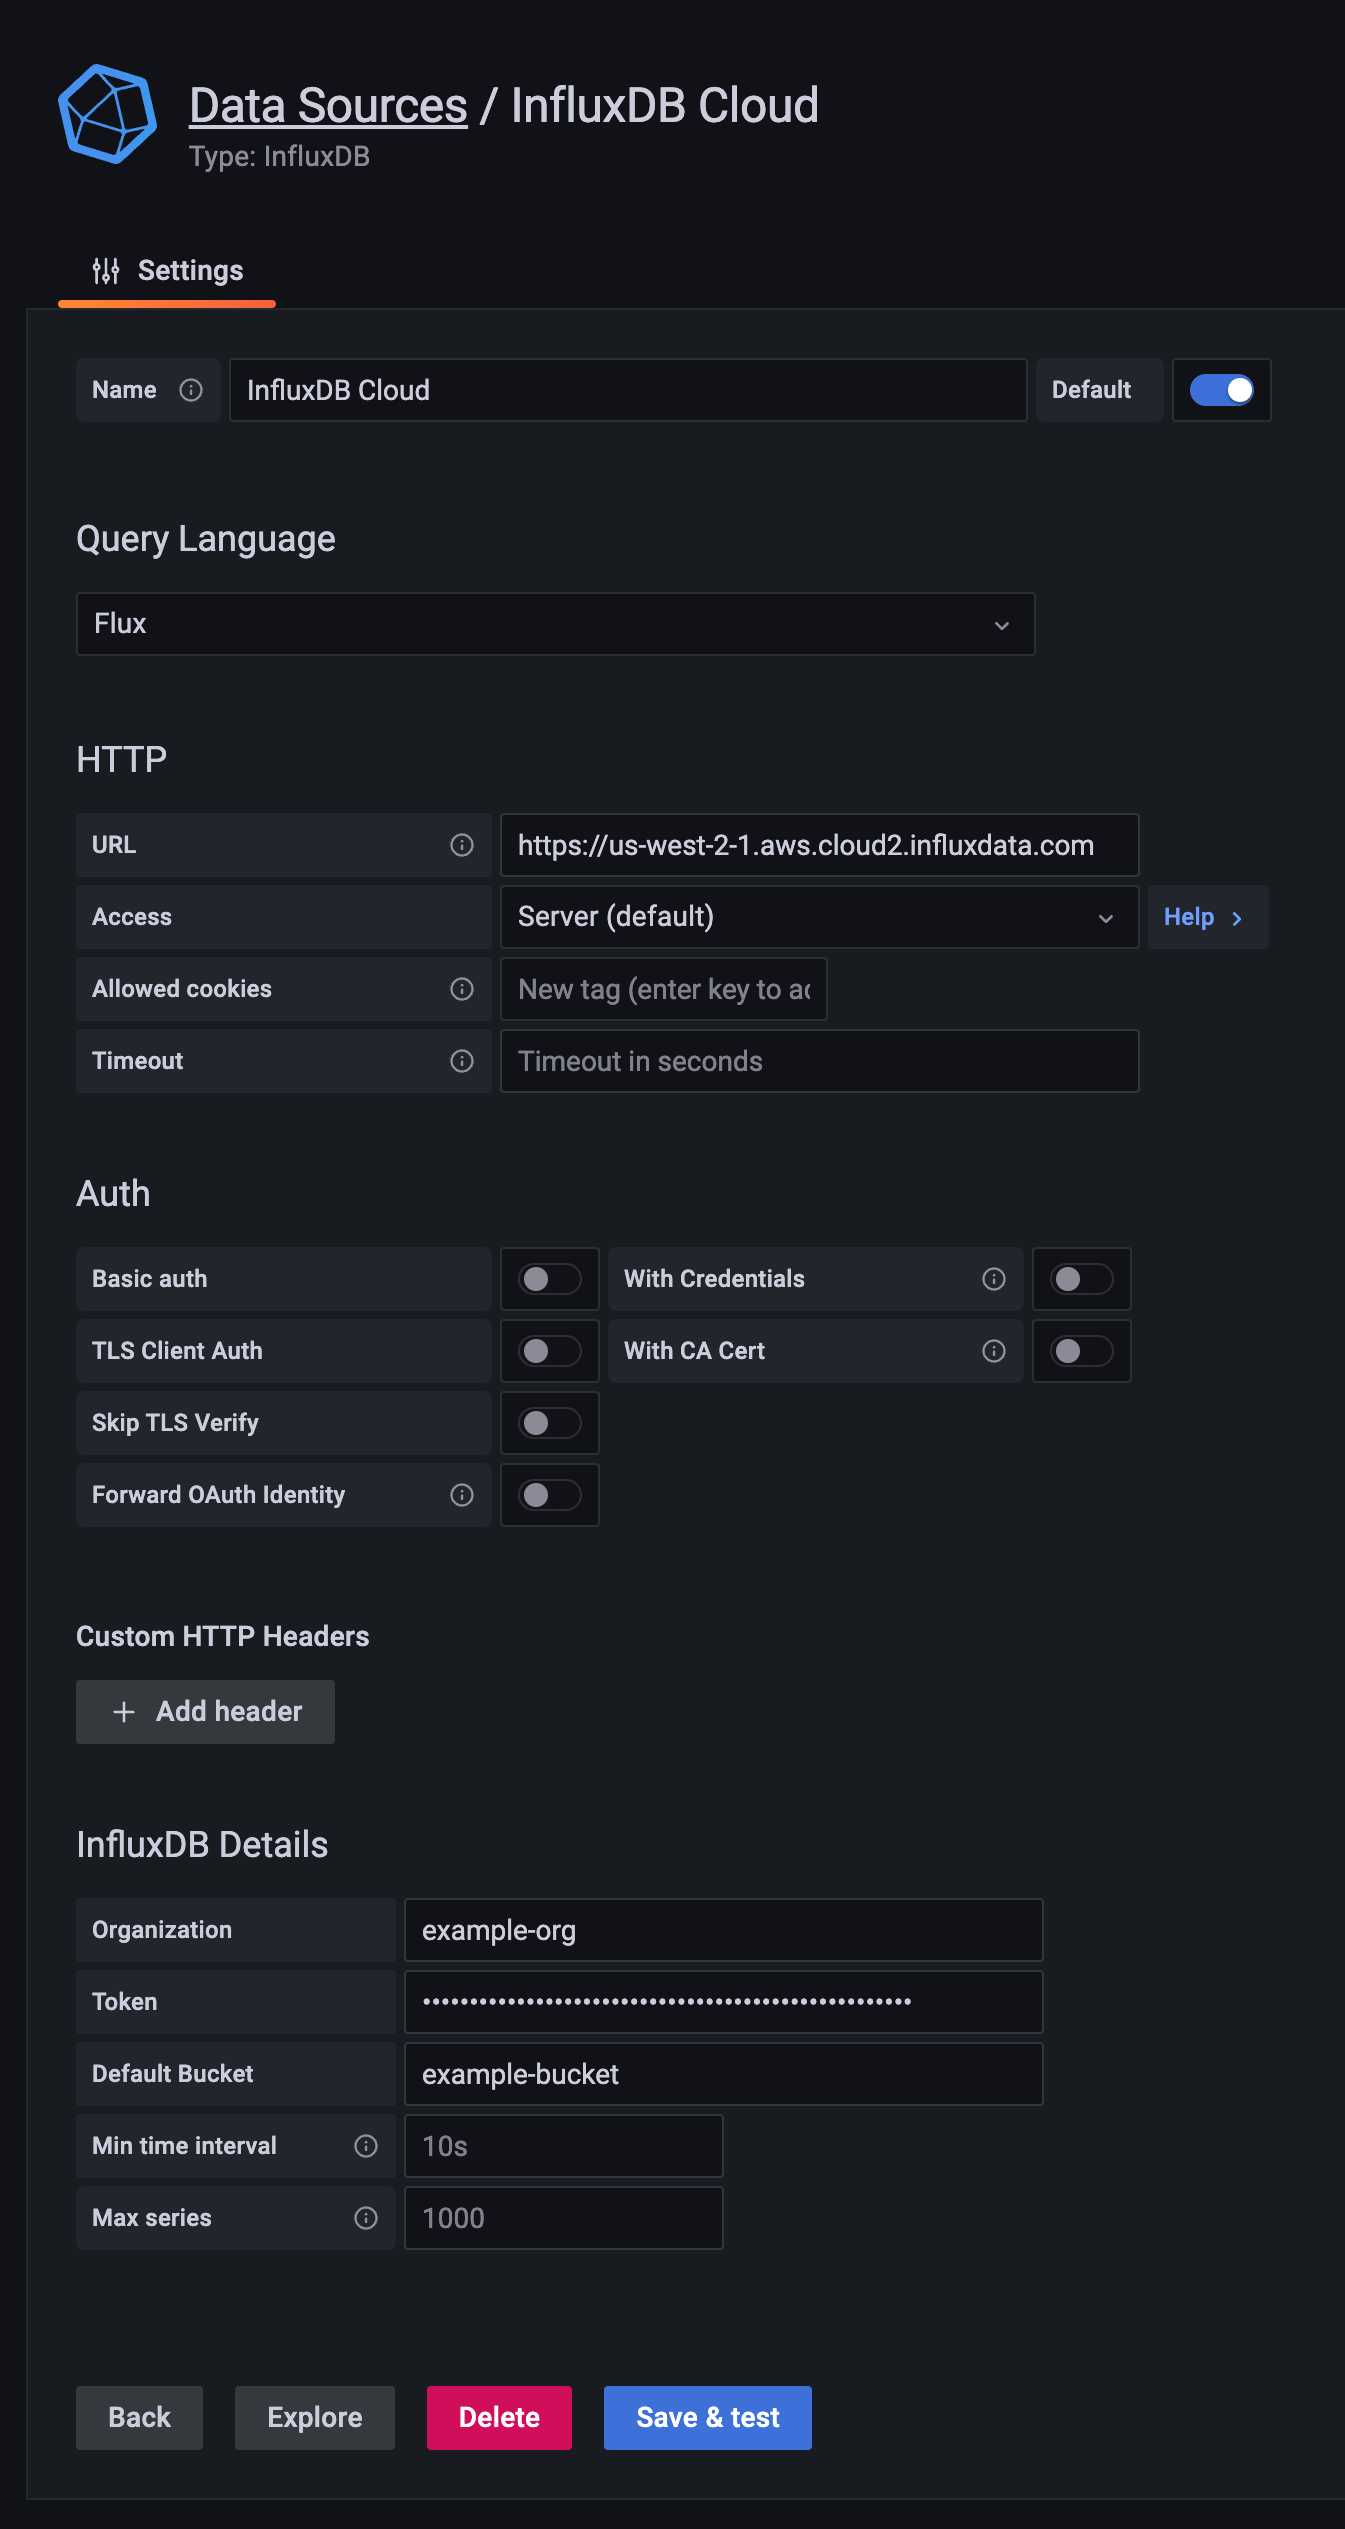 Data Sources / InfluxDB Cloud
Type: InfluxDB
Settings
Name InfluxDB Cloud Default
Query Language
Flux
HTTP
URL https://us-west-2-1.aws.cloud2.influxdata.com
Access Server (default) Help
Allowed cookies New tag (enter key to ad
Timeout Timeout in seconds
Auth
Basic auth With Credentials
TLS Client Auth With CA Cert
Skip TLS Verify
Forward OAuth Identity
Custom HTTP Headers
+ Add header
InfluxDB Details
Organization example-org
Token ••••••••••••••••••••••••••••••••••••••••••••••••••••
Default Bucket example-bucket
Min time interval 10s
Max series 1000
Back Explore Delete Save & test